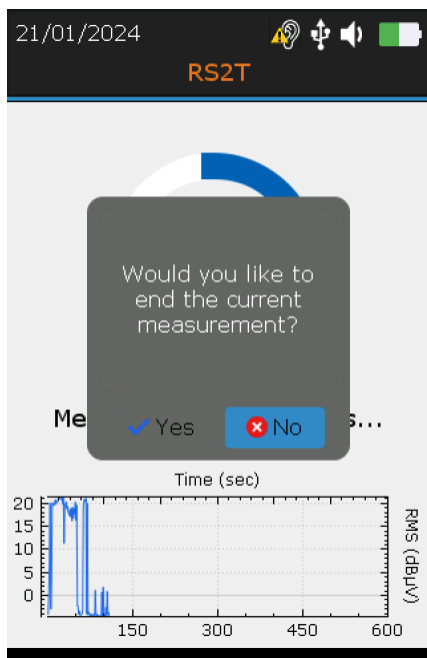 21/01/2024
RS2T
Would you like to
end the current
measurement?
Me
s...
Yes
No
Time (sec)
20
15
10
5
0
RMS (dBµV)
150
300
450
600